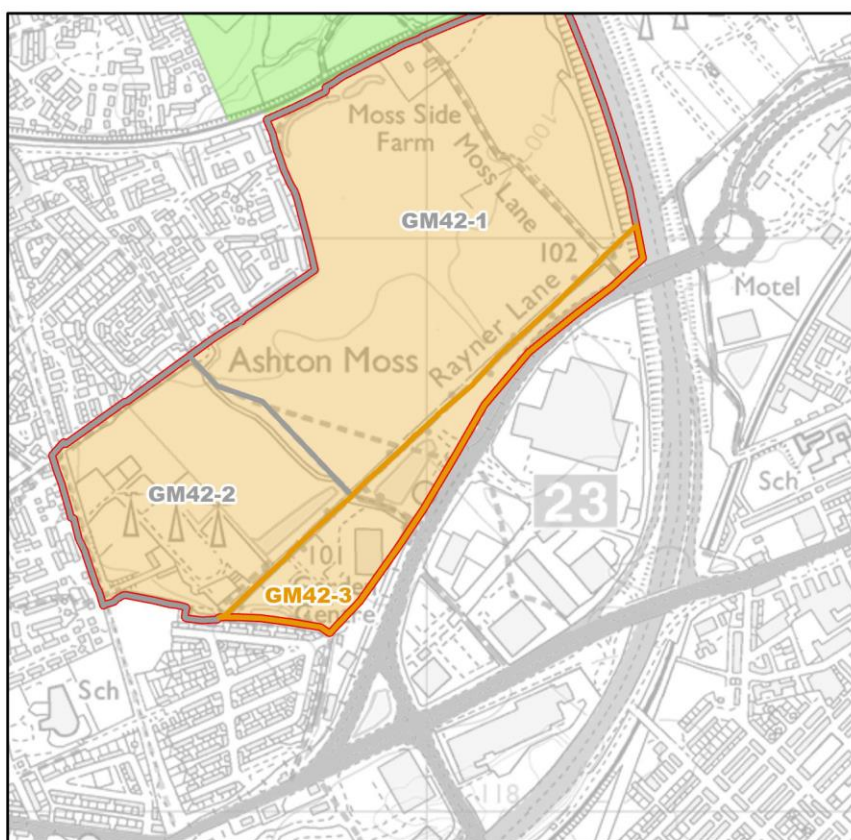 Moss Side
Farm
Moss Lane
100
GM42-1
102
Motel
Rayner Lane
Ashton Moss
GM42-2
Sch
23
101
GM42-3
Centre
Sch
118